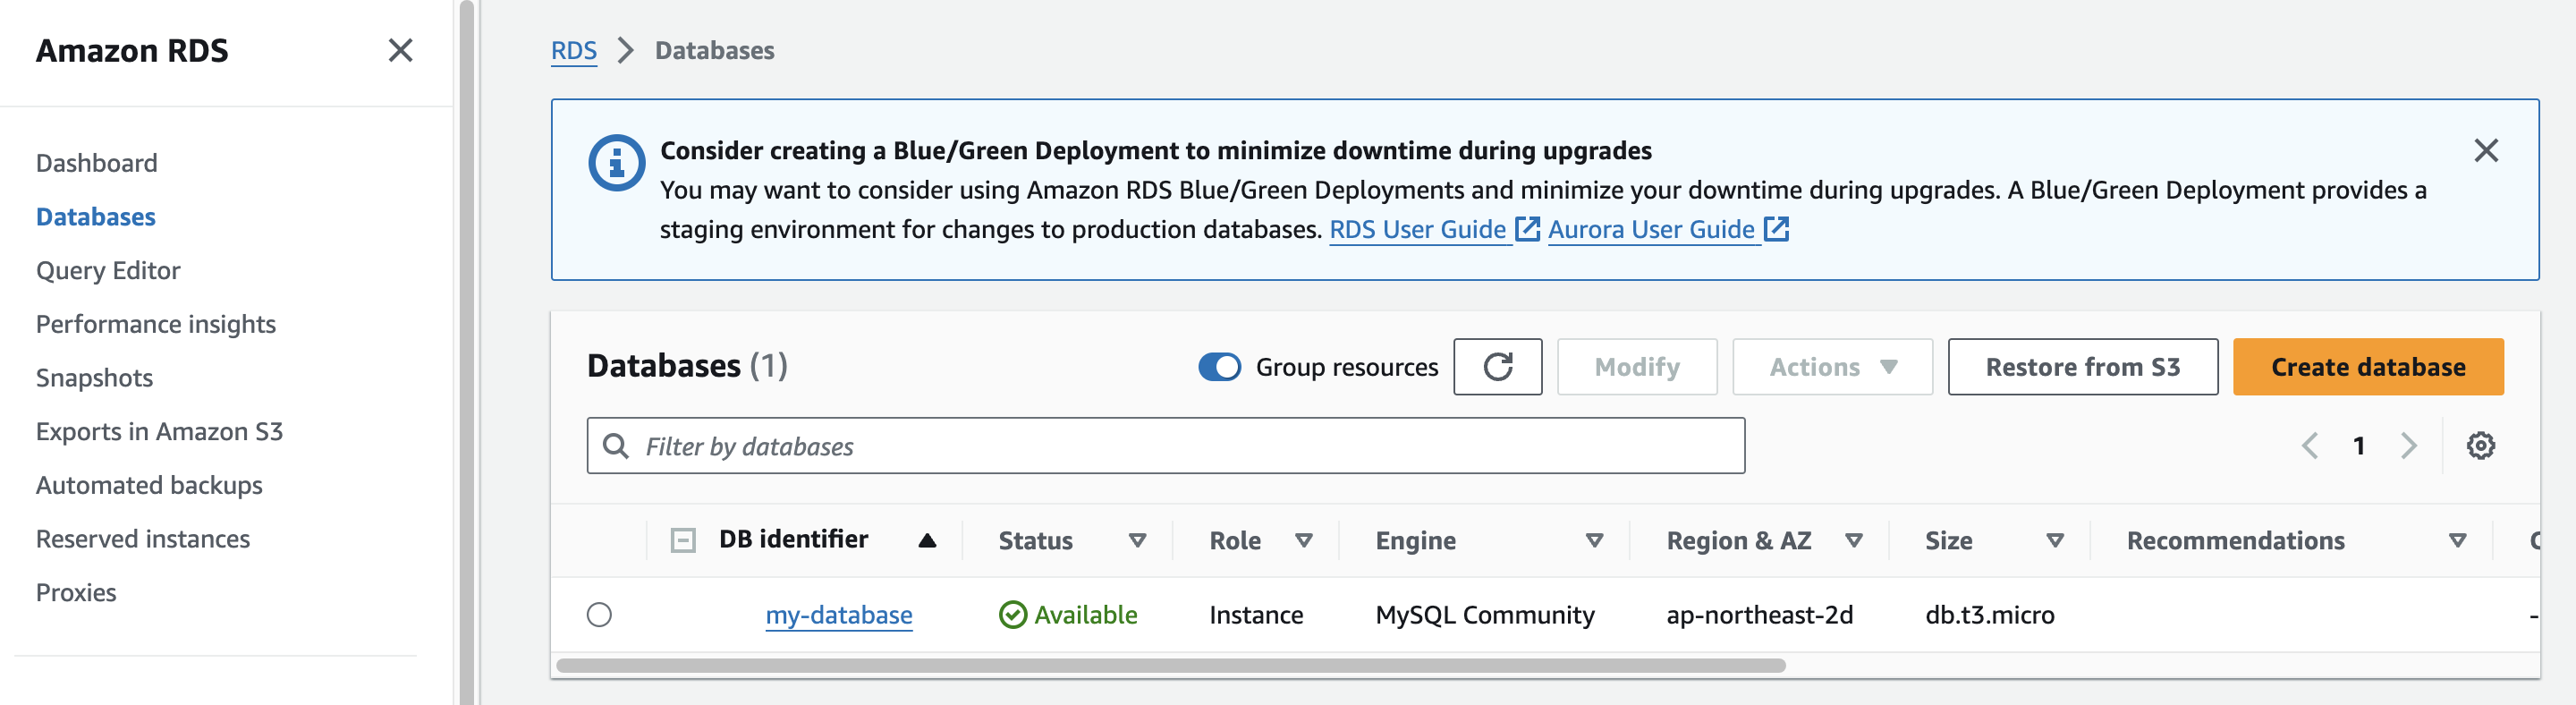 Amazon RDS
Dashboard
Databases
Query Editor
Performance insights
Snapshots
Exports in Amazon S3
Automated backups
Reserved instances
Proxies
RDS > Databases
Consider creating a Blue/Green Deployment to minimize downtime during upgrades
You may want to consider using Amazon RDS Blue/Green Deployments and minimize your downtime during upgrades. A Blue/Green Deployment provides a
staging environment for changes to production databases. RDS User Guide Aurora User Guide
Databases (1)
Group resources
Modify
Actions
Restore from S3
Create database
Filter by databases
1
DB identifier Status Role Engine Region & AZ Size Recommendations
my-database Available Instance MySQL Community ap-northeast-2d db.t3.micro -